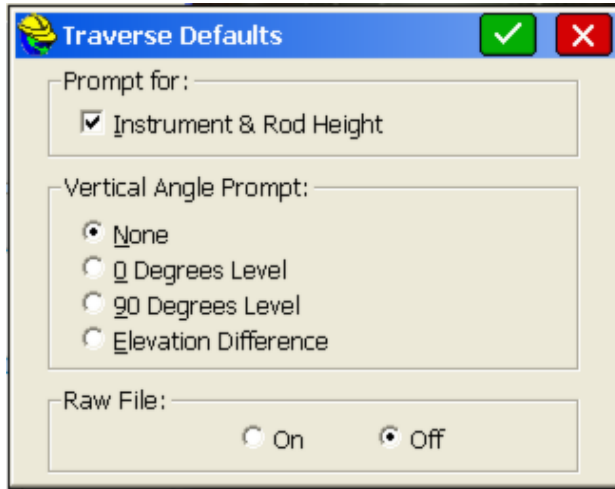 Traverse Defaults
Prompt for:
Instrument & Rod Height
Vertical Angle Prompt:
None
0 Degrees Level
90 Degrees Level
Elevation Difference
Raw File:
On Off